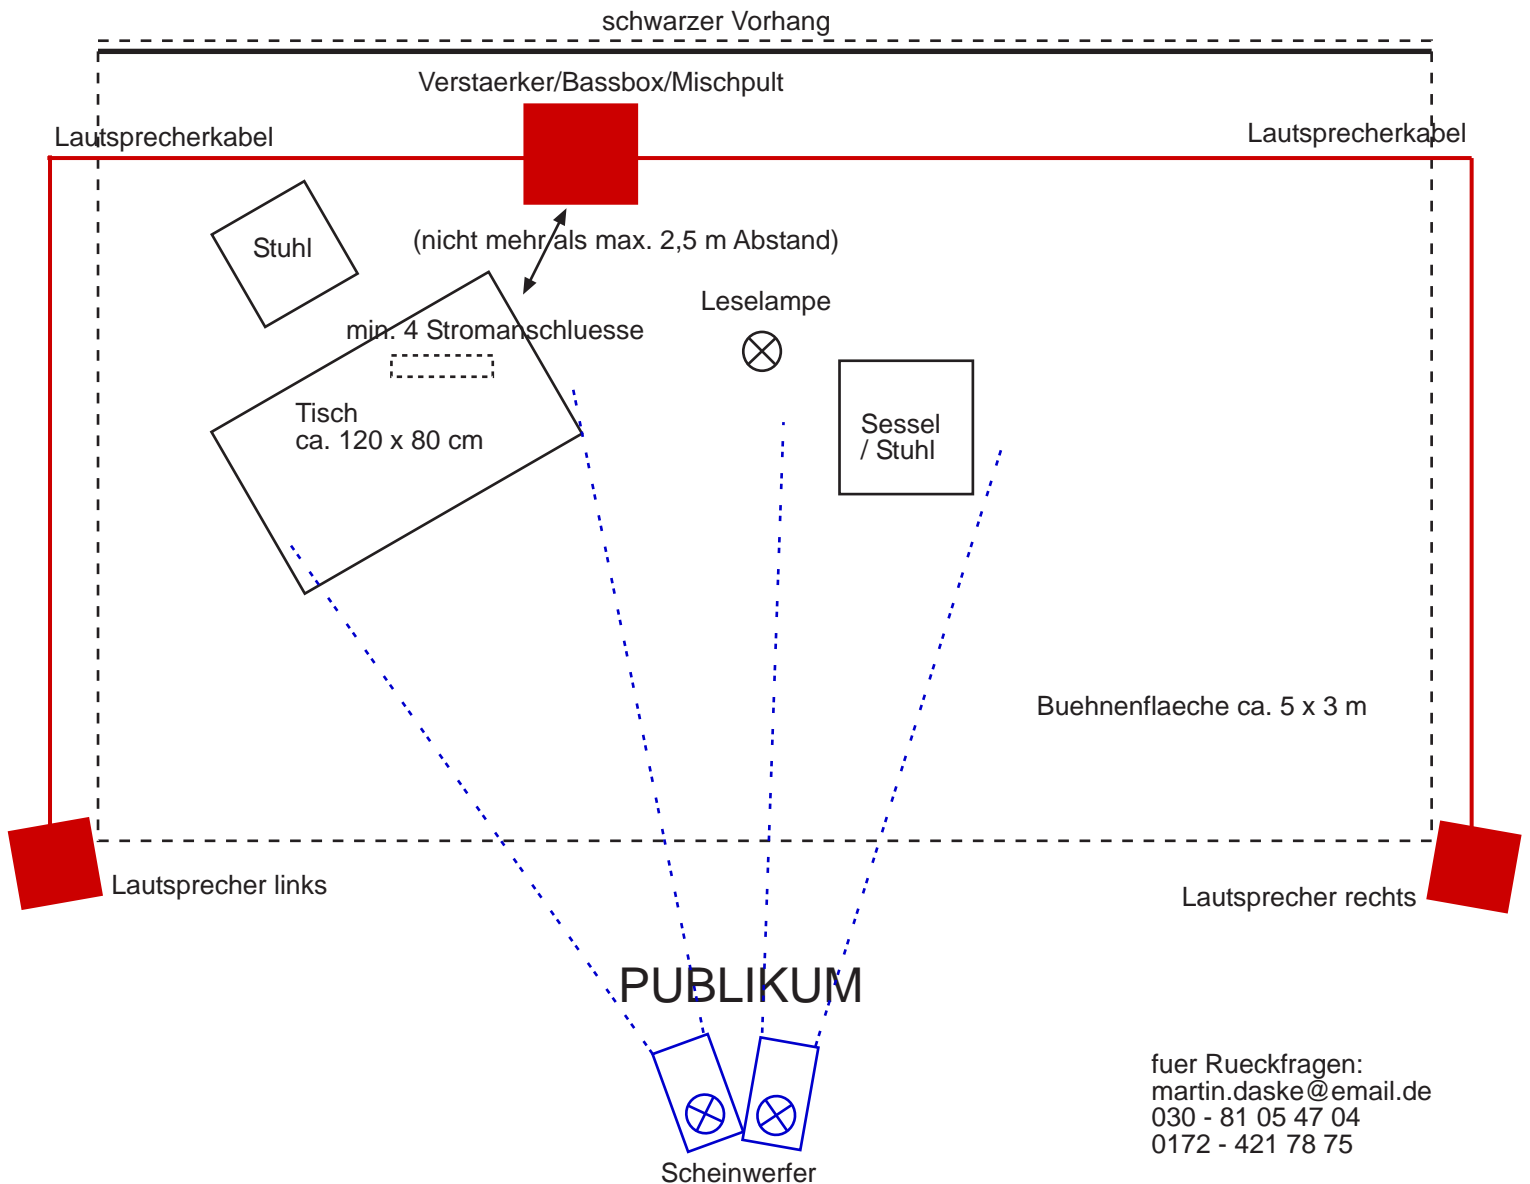 schwarzer Vorhang
Verstaerker/Bassbox/Mischpult
Lautsprecherkabel
Lautsprecherkabel
Stuhl
(nicht mehr als max. 2,5 m Abstand)
Leselampe
min. 4 Stromanschluesse
Tisch
ca. 120 x 80 cm
Sessel
/ Stuhl
Buehnenflaeche ca. 5 x 3 m
Lautsprecher links
Lautsprecher rechts
PUBLIKUM
fuer Rueckfragen:
martin.daske@email.de
030 - 81 05 47 04
0172 - 421 78 75
Scheinwerfer